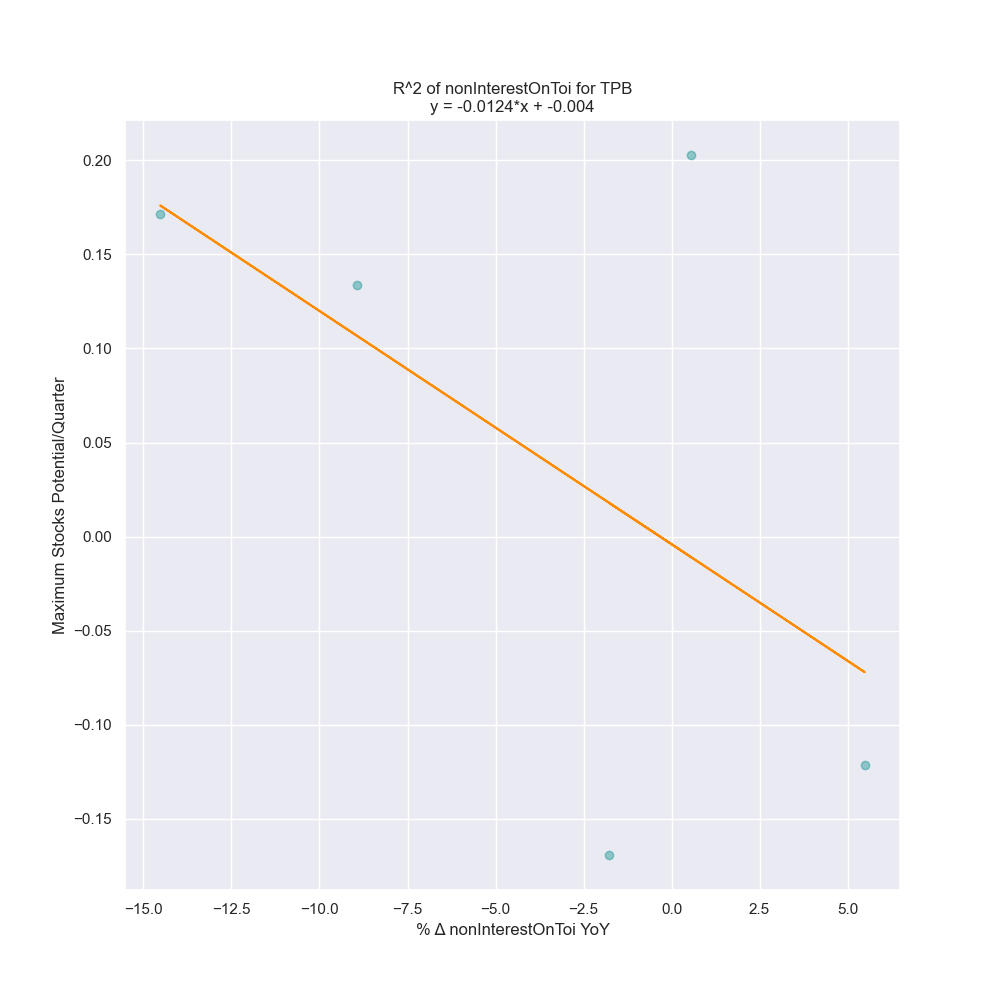 R^2 of nonInterestOnToi for TPB
y = -0.0124*x + -0.004
Maximum Stocks Potential/Quarter
0.20
0.15
0.10
0.05
0.00
−0.05
−0.10
−0.15
−15.0 −12.5 −10.0 −7.5 −5.0 −2.5 0.0 2.5 5.0
% Δ nonInterestOnToi YoY